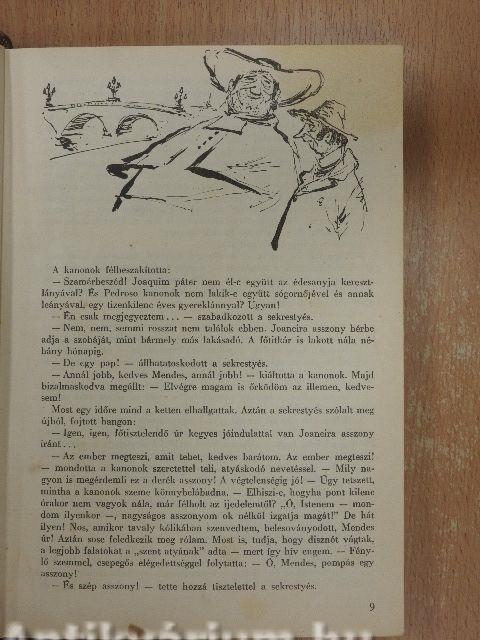 A kanonok félbeszakította:
— Szamárbeszéd! Joaquim páter nem él-e együtt az édesanyja kereszt-
lányával? És Pedroso kanonok nem lakik-e együtt sógornőjével és annak
leányával, egy tizenkilenc éves gyereklánnyal? Ugyan!
— Én csak megjegyeztem... — szabadkozott a sekrestyés.
— Nem, nem, semmi rosszat nem találok ebben. Joaneira asszony bérbe
adja a szobáját, mint bármely más lakásadó. A főtitkár is lakott nála né-
hány hónapig.
— De egy pap! — állhatatoskodott a sekrestyés.
— Annál jobb, kedves Mendes, annál jobb! — kiáltotta a kanonok. Majd
bizalmaskodva megállt: — Elvégre magam is őrködöm az illemen, kedve-
sem!
Most egy időre mind a ketten elhallgattak. Aztán a sekrestyés szólalt meg
újból, fojtott hangon:
— Igen, igen, főtisztelendő úr kegyes jóindulattal van Joaneira asszony
iránt...
— Az ember megteszi, amit tehet, kedves barátom. Az ember megteszi!
— mondotta a kanonok szeretettel teli, atyáskodó nevetéssel. — Mily na-
gyon is megérdemli ez a derék asszony! A végtelenségig jó! — Úgy tetszett,
mintha a kanonok szeme könnybelábadna. — Elhiszi-e, hogyha pont kilenc
órakor nem vagyok nála, már félholt az ijedelemtől? „Ó, Istenem — mon-
dom ilyenkor —, nagyságos asszonyom ok nélkül izgatja magát!” De hát
ilyen! Nos, amikor tavaly kólikában szenvedtem, belesoványodott, Mendes
úr! Aztán sose feledkezik meg rólam. Most is, tudja, hogy disznót vágtak,
a legjobb falatokat a „szent atyának” adta — mert így hív engem. — Fény-
lő szemmel, csepegős elégedettséggel folytatta: — Ó, Mendes, pompás egy
asszony!
— És szép asszony! — tette hozzá tisztelettel a sekrestyés.
9
Antikvárium.hu